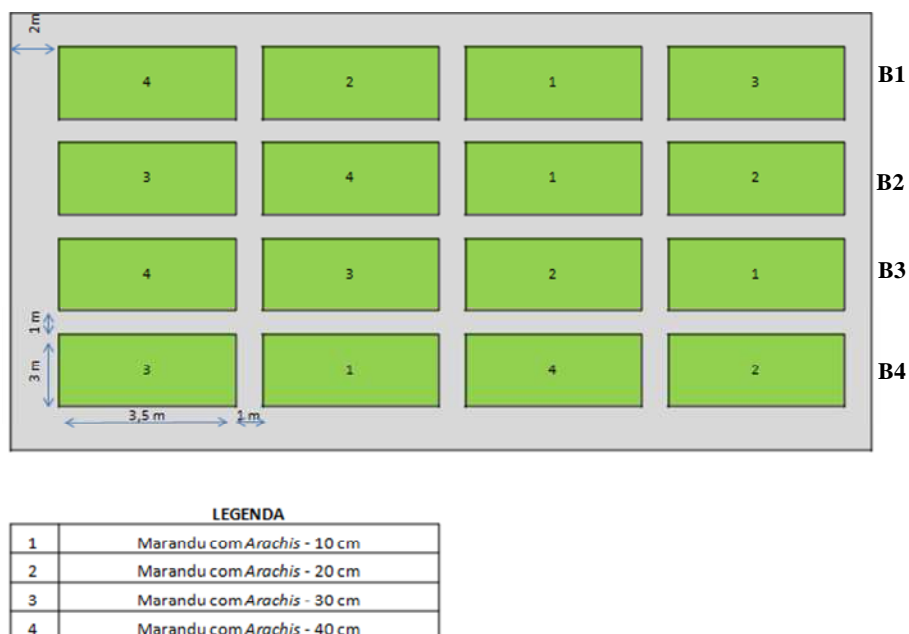 2m
4 2 1 3 B1
3 4 1 2 B2
4 3 2 1 B3
1 m
3 m
3 1 4 2 B4
3,5 m 1 m
LEGENDA
1 Marandu com Arachis - 10 cm
2 Marandu com Arachis - 20 cm
3 Marandu com Arachis - 30 cm
4 Marandu com Arachis - 40 cm